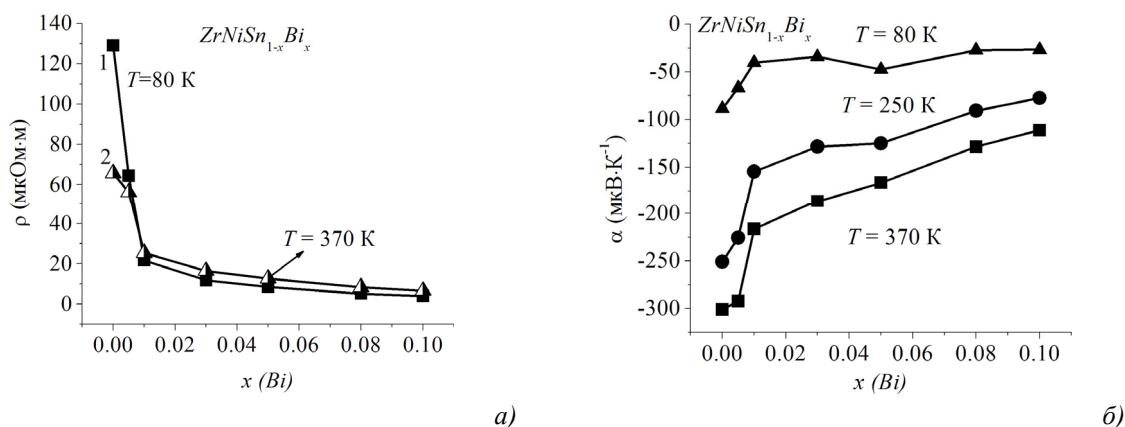 ZrNiSn1-xBix
1
T=80 К
2
T = 370 К
ρ (мкОм·м)
140
120
100
80
60
40
20
0
0.00 0.02 0.04 0.06 0.08 0.10
x (Bi)
а)
ZrNiSn1-xBix
T = 80 К
T = 250 К
T = 370 К
α (мкВ·К-1)
0
-50
-100
-150
-200
-250
-300
0.00 0.02 0.04 0.06 0.08 0.10
x (Bi)
б)